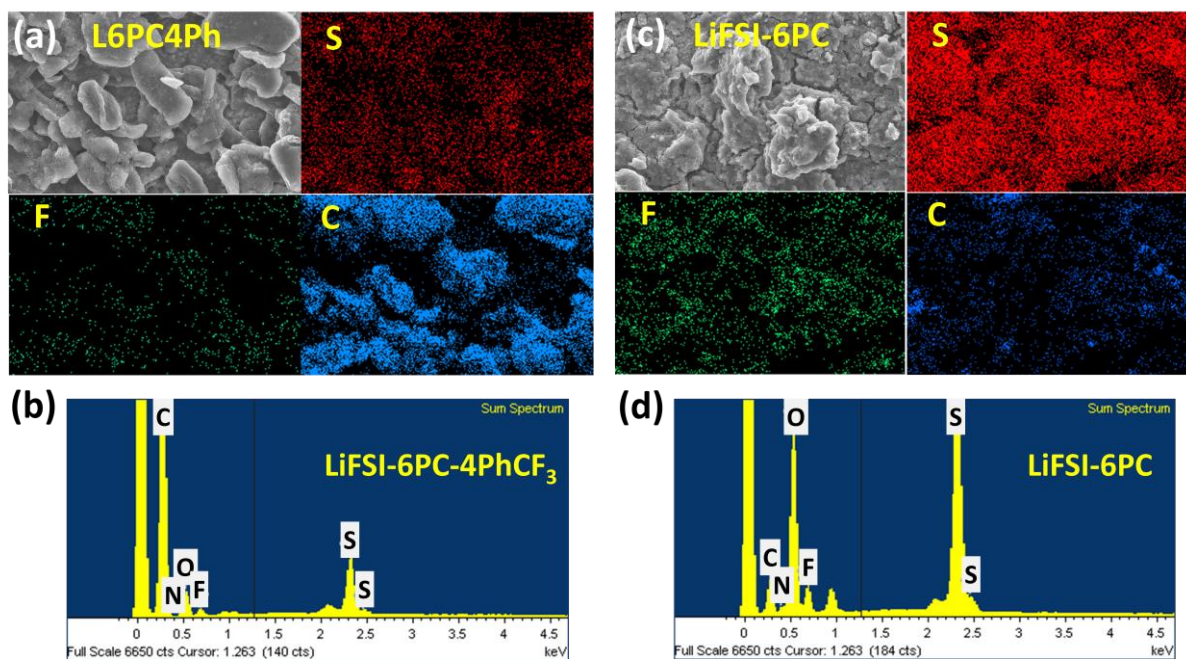 (a) L6PC4Ph S
F C
(c) LiFSI-6PC S
F C
(b) Sum Spectrum
C
LiFSI-6PC-4PhCF₃
S
O
N F S
0 0.5 1 1.5 2 2.5 3 3.5 4 4.5
Full Scale 6650 cts Cursor: 1.263 (140 cts) keV
(d) Sum Spectrum
O S
LiFSI-6PC
C F
N S
0 0.5 1 1.5 2 2.5 3 3.5 4 4.5
Full Scale 6650 cts Cursor: 1.263 (184 cts) keV